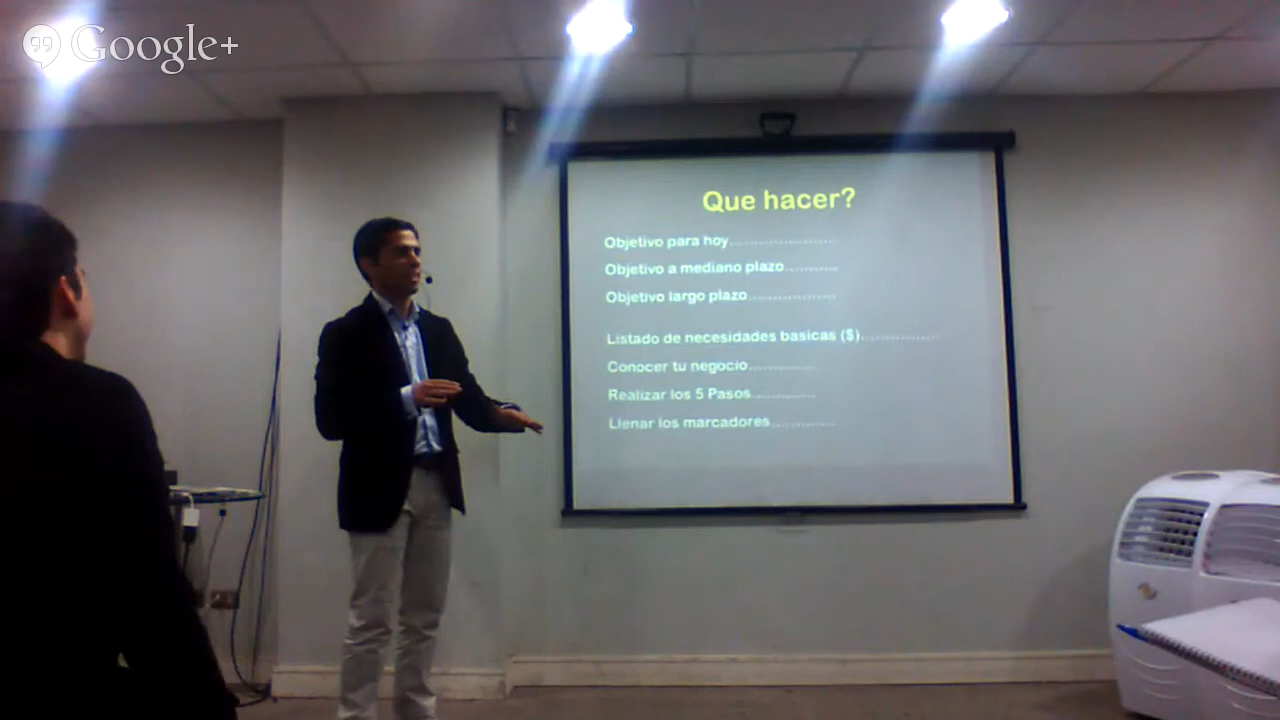 Google+
Que hacer?
Objetivo para hoy.....................
Objetivo a mediano plazo...........
Objetivo largo plazo..................
Listado de necesidades basicas ($).................
Conocer tu negocio..............
Realizar los 5 Pasos.............
Llenar los marcadores.............